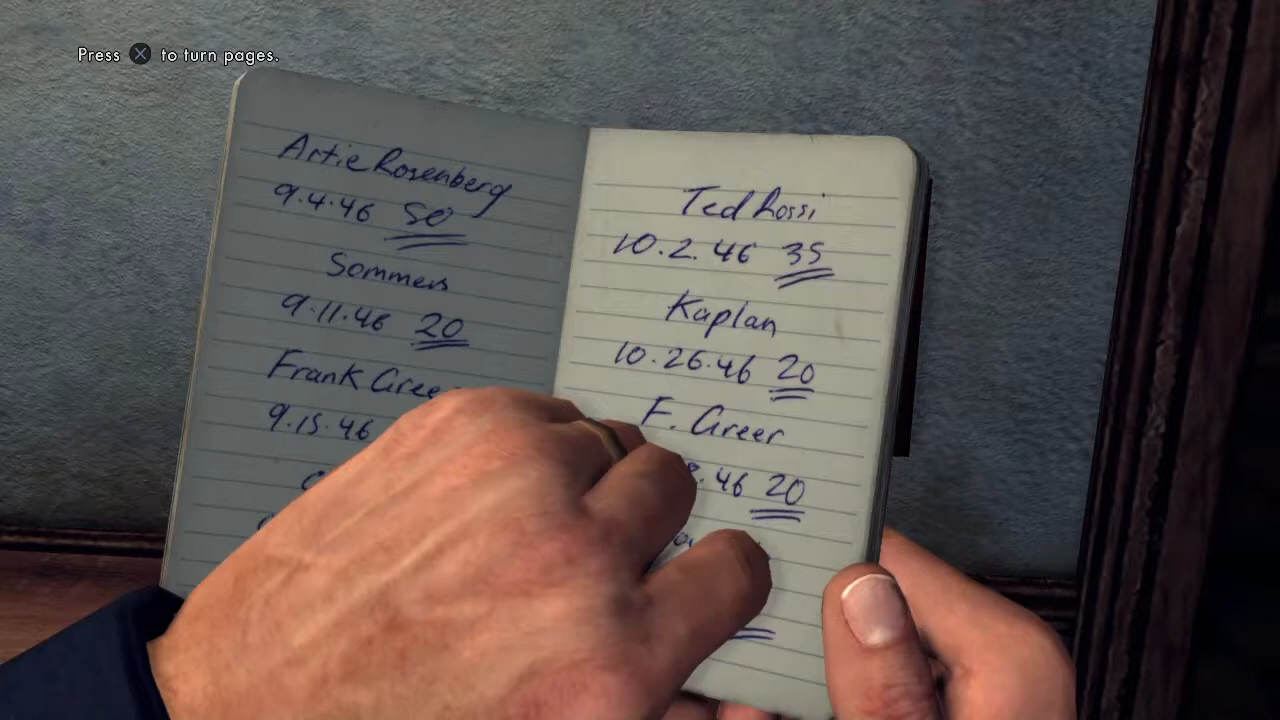 Press X to turn pages.
Artie Rosenberg
9.4.46 50
Sommers
9.11.46 20
Frank
9.15.46
Ted Rossi
10.2.46 35
Kaplan
10.26.46 20
F. Greer
.46 20